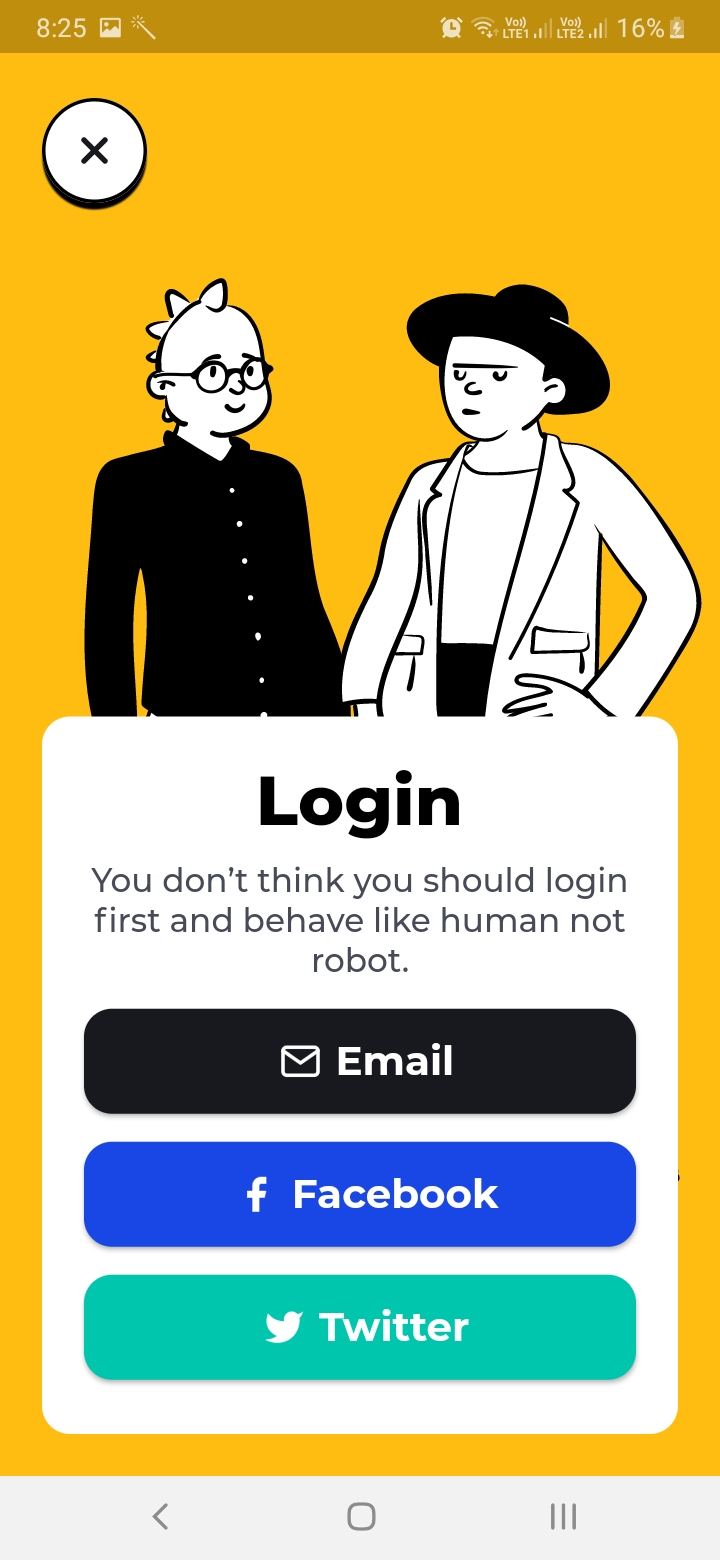 8:25
Vo)) LTE1 Vo)) LTE2 16%
Login
You don’t think you should login
first and behave like human not
robot.
Email
Facebook
Twitter